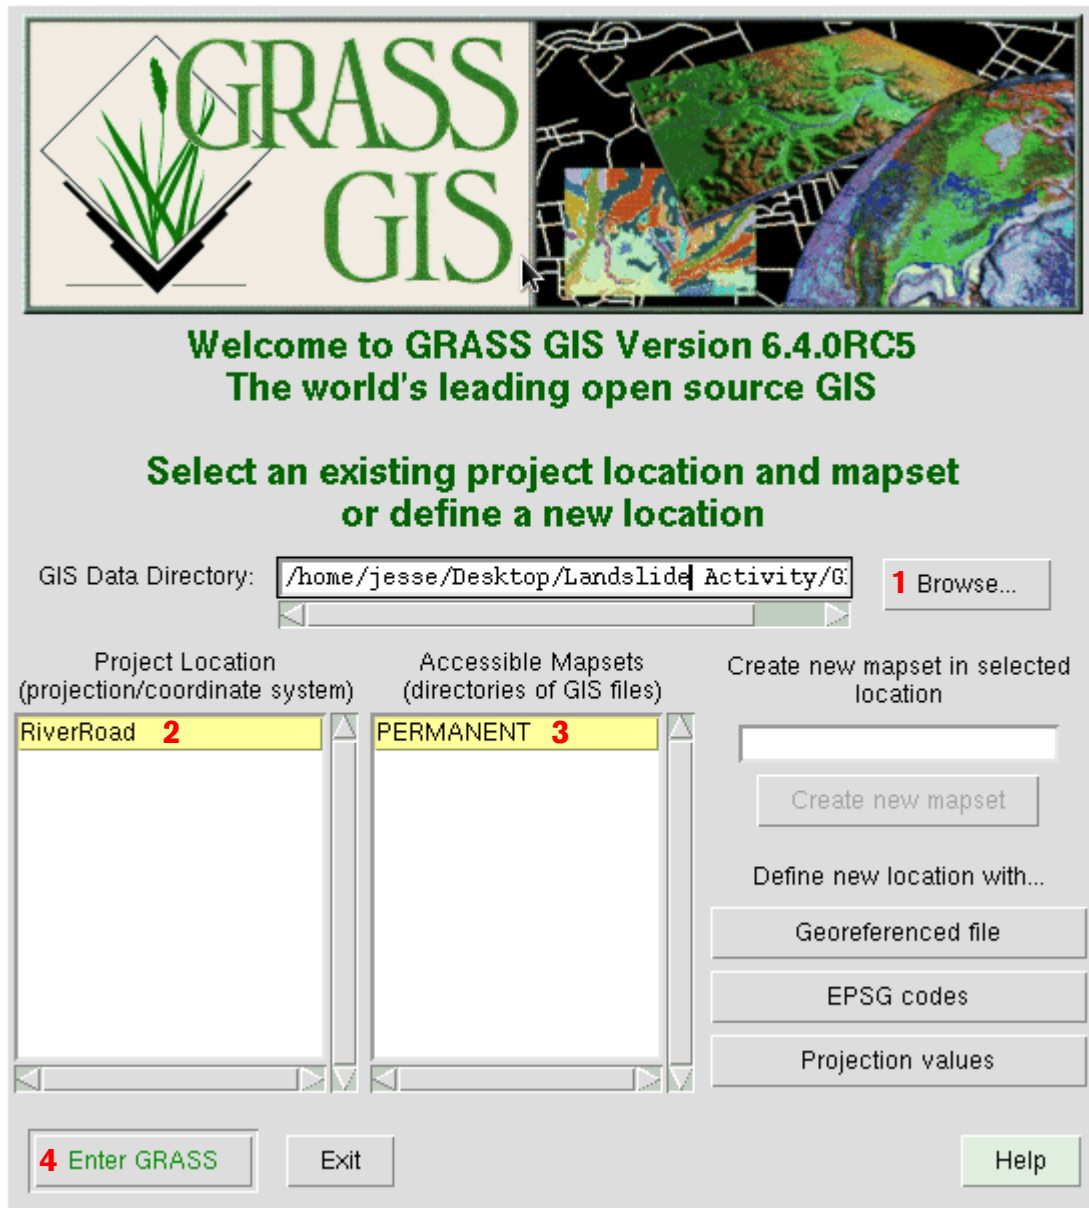 GRASS
GIS
Welcome to GRASS GIS Version 6.4.0RC5
The world's leading open source GIS
Select an existing project location and mapset
or define a new location
GIS Data Directory:
/home/jesse/Desktop/Landslide Activity/G
1 Browse...
Project Location
(projection/coordinate system)
Accessible Mapsets
(directories of GIS files)
Create new mapset in selected
location
RiverRoad 2
PERMANENT 3
Create new mapset
Define new location with...
Georeferenced file
EPSG codes
Projection values
4 Enter GRASS
Exit
Help